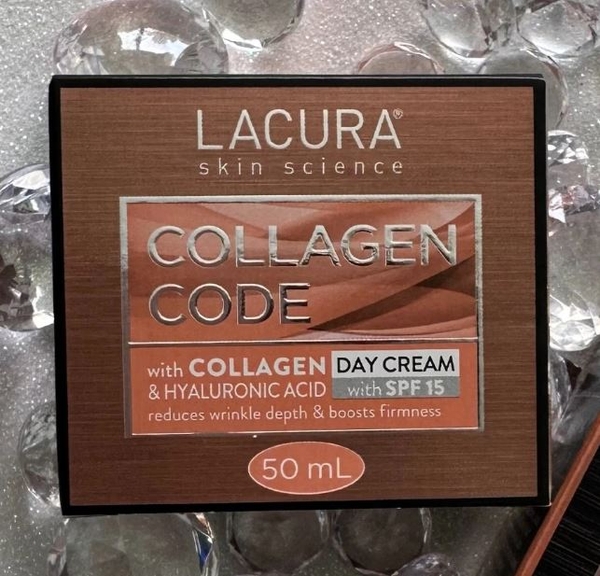 LACURA®
skin science
COLLAGEN
CODE
with COLLAGEN
& HYALURONIC ACID
DAY CREAM
with SPF 15
reduces wrinkle depth & boosts firmness
50 mL